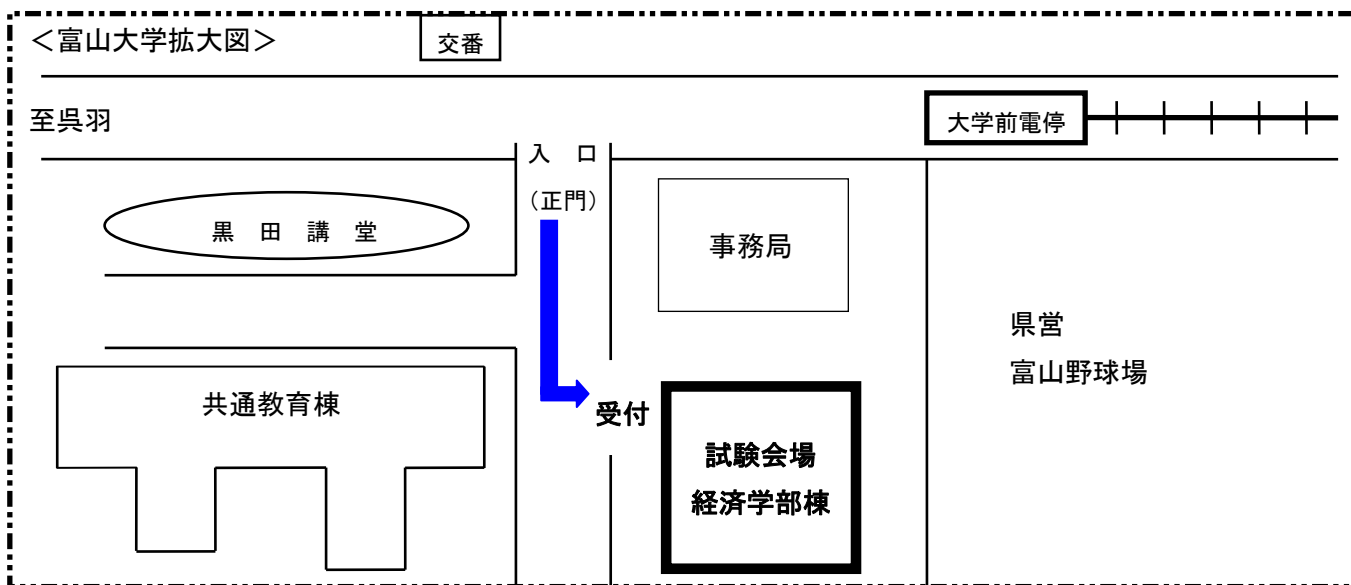 ＜富山大学拡大図＞
交番
至呉羽
大学前電停
入 口
（正門）
黒 田 講 堂
事務局
県営
富山野球場
共通教育棟
受付
試験会場
経済学部棟